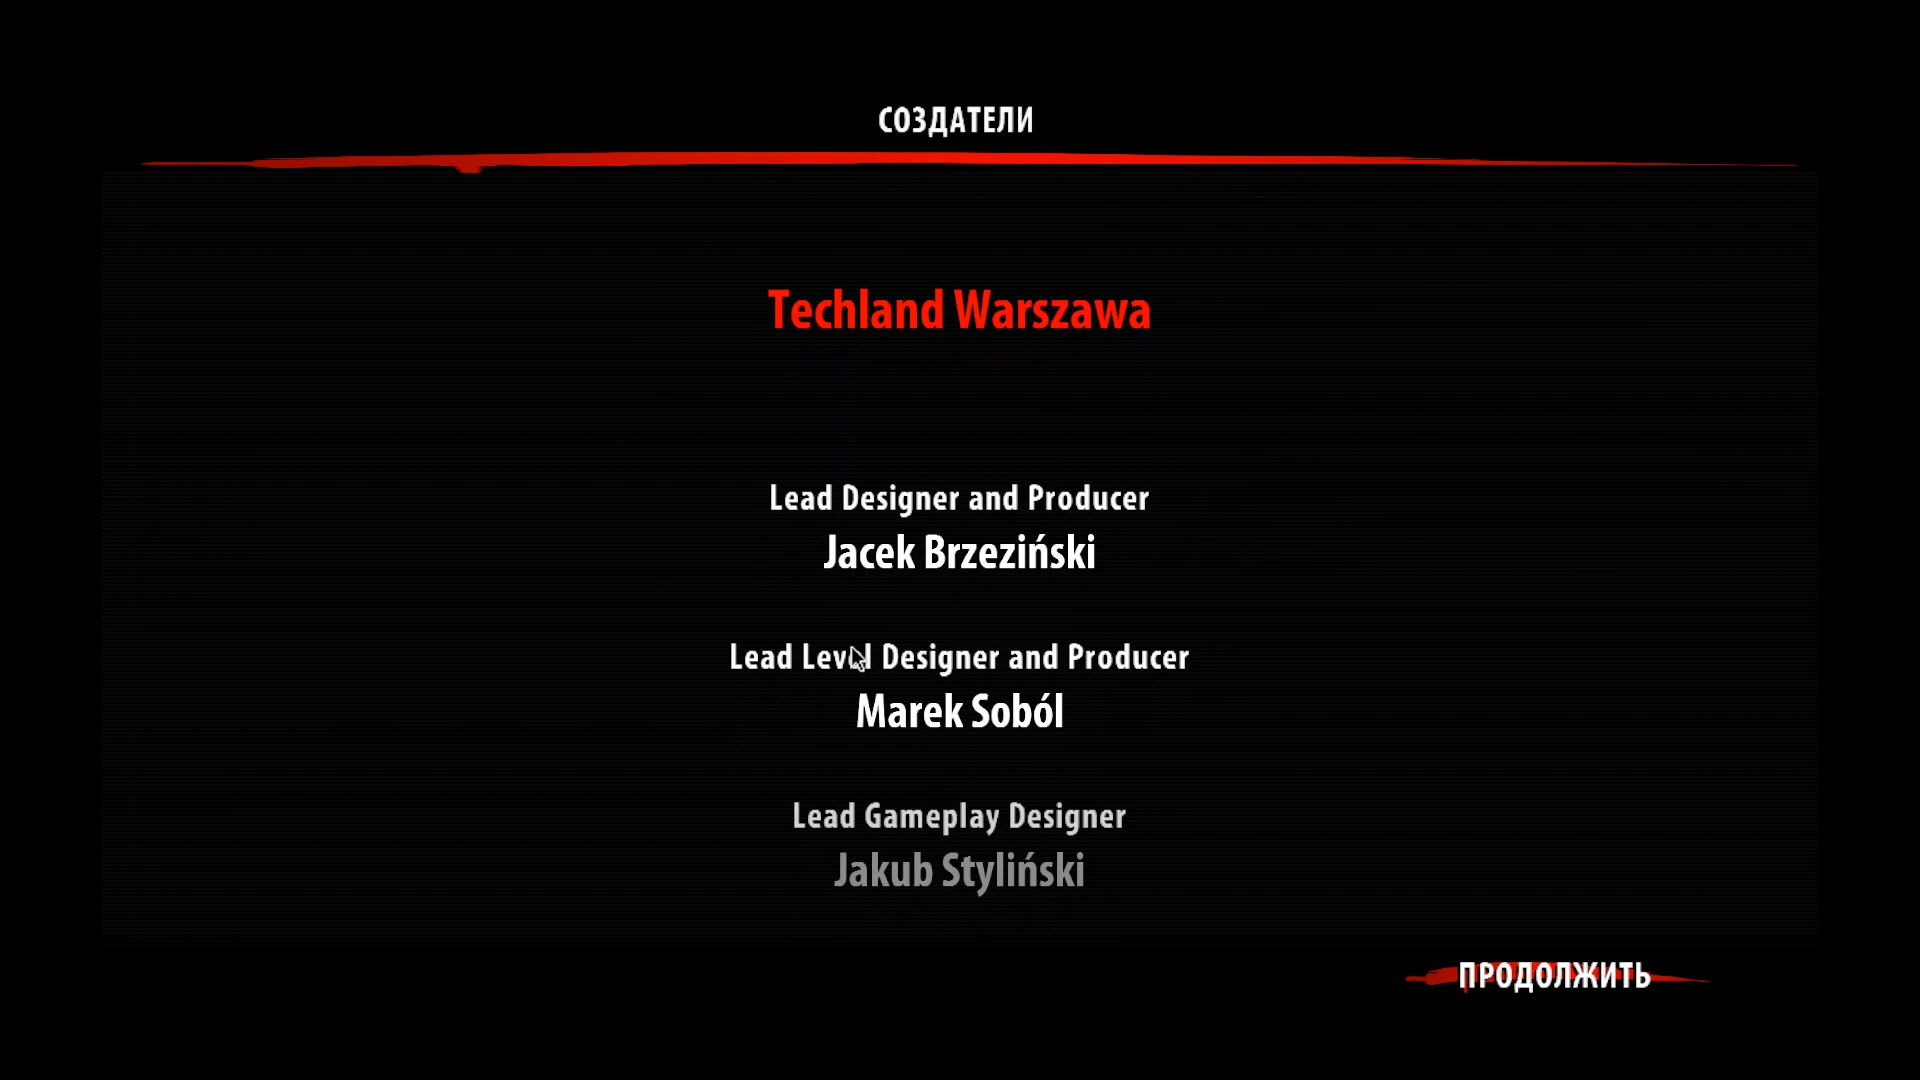 СОЗДАТЕЛИ
Techland Warszawa
Lead Designer and Producer
Jacek Brzeziński
Lead Level Designer and Producer
Marek Soból
Lead Gameplay Designer
Jakub Styliński
ПРОДОЛЖИТЬ